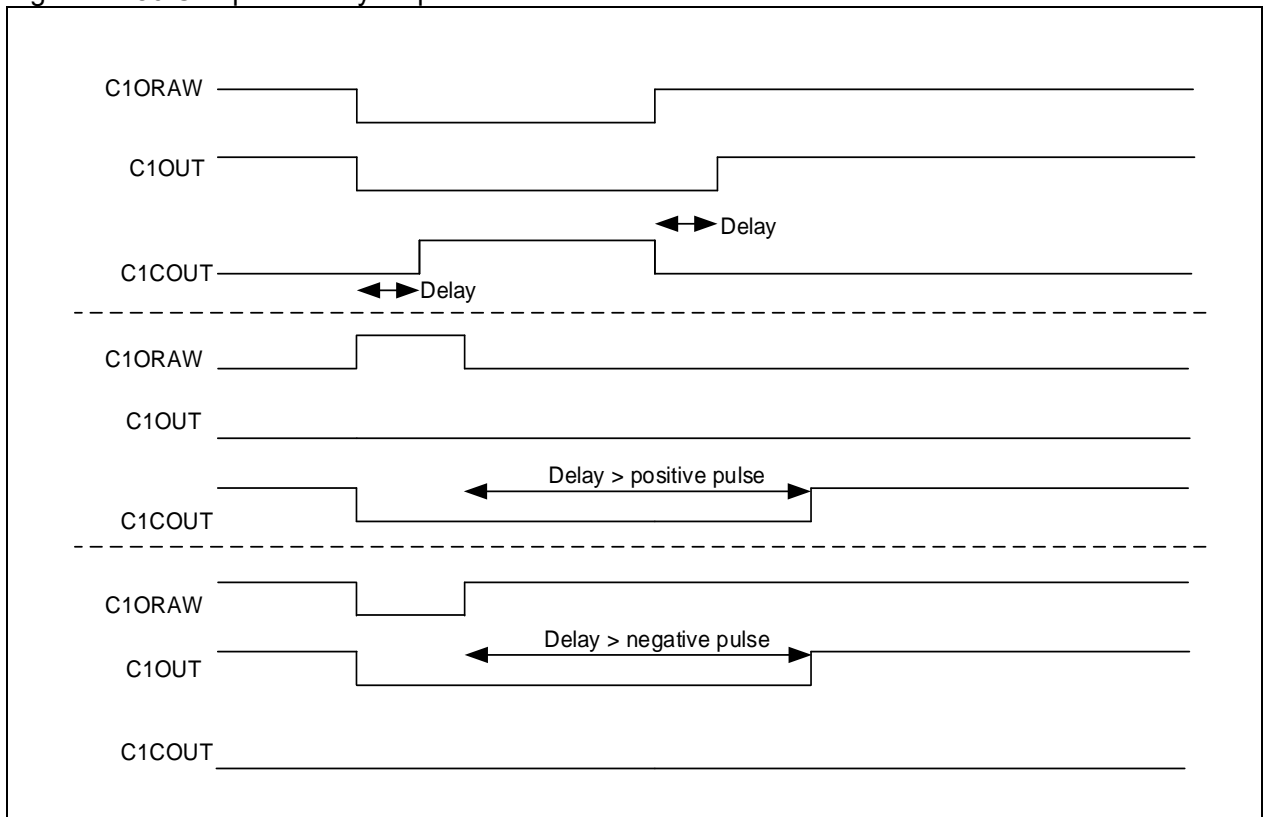 C1ORAW
C1OUT
Delay
C1COUT
Delay
C1ORAW
C1OUT
Delay > positive pulse
C1COUT
C1ORAW
Delay > negative pulse
C1OUT
C1COUT